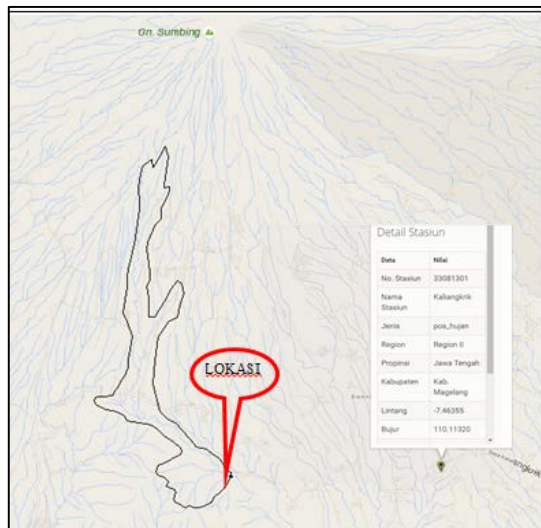 Gn. Sumbing
Detail Stasiun
Data Nilai
No. Stasiun 33081301
Nama Stasiun Kaliangkrik
Jenis pos_hujan
Region Region II
Propinsi Jawa Tengah
Kabupaten Kab. Magelang
Lintang -7.46355
Bujur 110.11320
LOKASI